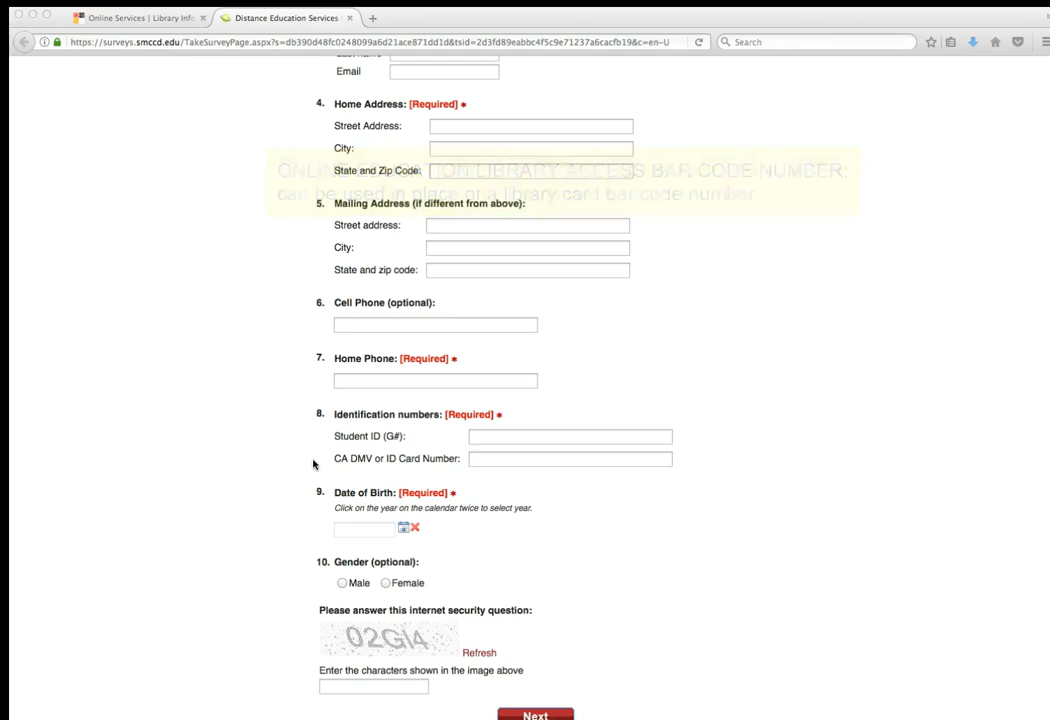 Online Services | Library Info
Distance Education Services
https://surveys.smccd.edu/TakeSurveyPage.aspx?s=db390d48fc0248099a6d21ace871dd1d&tsid=2d3fd89eabbc4f5c9e71237a6cacfb19&c=en-U
Search
Last name
Email
4. Home Address: [Required] *
Street Address:
City:
ONLINE EDUCATION LIBRARY ACCESS BAR CODE NUMBER:
State and Zip Code:
can be used in place of a library card bar code number
5. Mailing Address (if different from above):
Street address:
City:
State and zip code:
6. Cell Phone (optional):
7. Home Phone: [Required] *
8. Identification numbers: [Required] *
Student ID (G#):
CA DMV or ID Card Number:
9. Date of Birth: [Required] *
Click on the year on the calendar twice to select year.
10. Gender (optional):
Male Female
Please answer this internet security question:
02GI4
Refresh
Enter the characters shown in the image above
Next